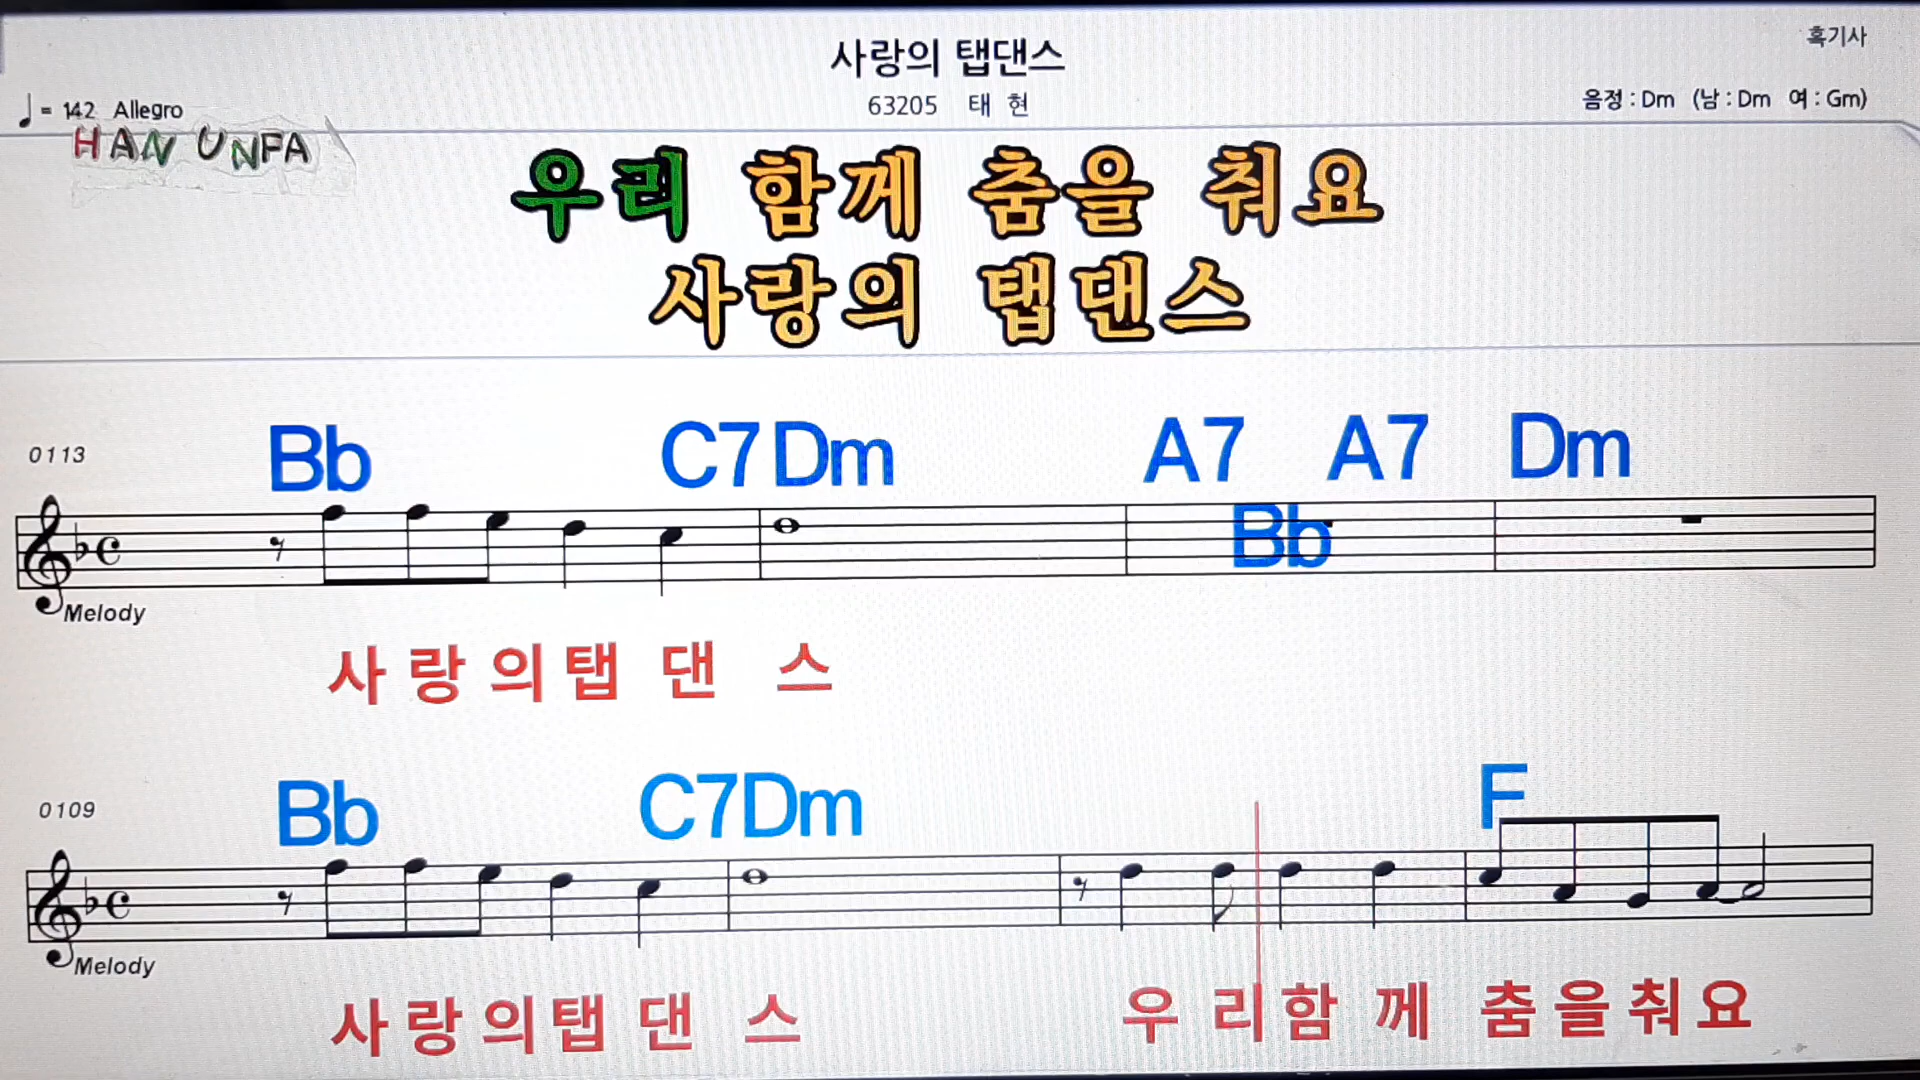 사랑의 탭댄스
흑기사
♩= 142 Allegro
63205 태 현
음정 : Dm (남 : Dm 여 : Gm)
HAN UNFA
우리 함께 춤을 춰요
사랑의 탭댄스
0113
Bb C7 Dm A7 Bb A7 Dm
Melody
사 랑 의 탭 댄 스
0109
Bb C7 Dm F
Melody
사 랑 의 탭 댄 스 우 리 함 께 춤 을 춰 요